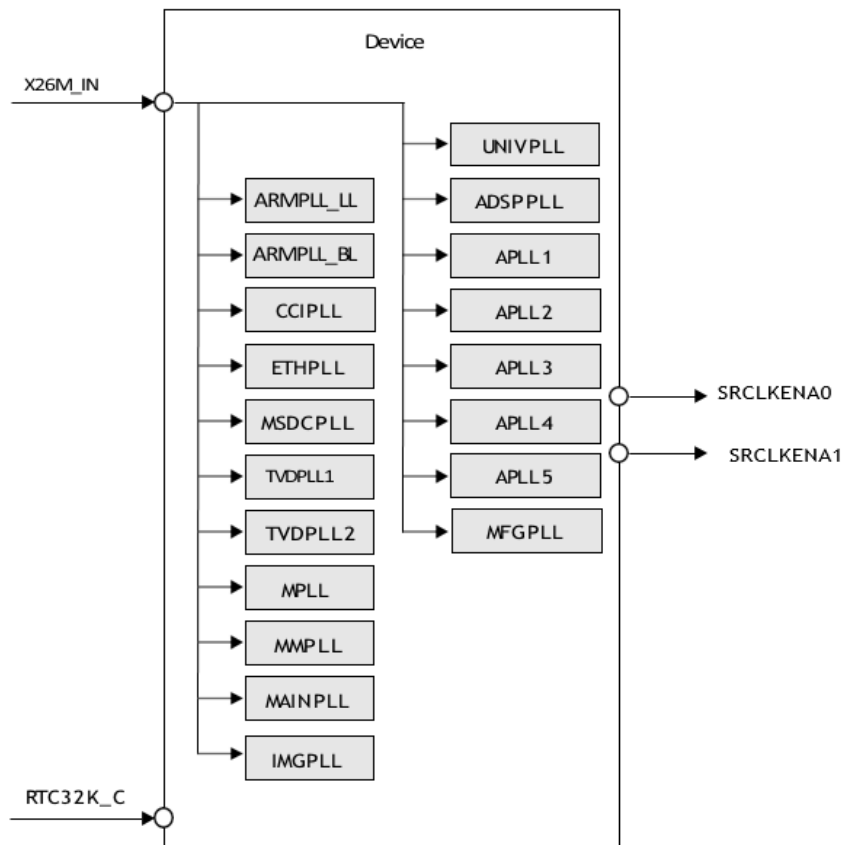 Device
X26M_IN
ARMPLL_LL
ARMPLL_BL
CCIPLL
ETHPLL
MSDCPLL
TVDPLL1
TVDPLL2
MPLL
MMPLL
MAINPLL
IMGPLL
UNIVPLL
ADSPPLL
APLL1
APLL2
APLL3
APLL4
APLL5
MFGPLL
SRCLKENA0
SRCLKENA1
RTC32K_C